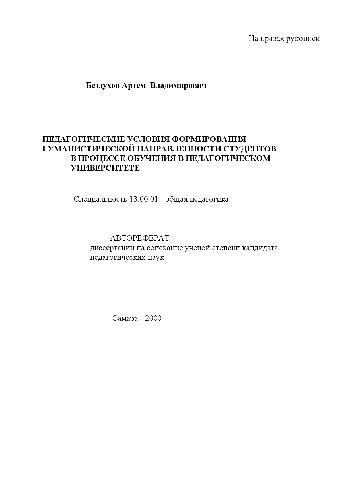 На правах рукописи
Бездухов Артем Владимирович
ПЕДАГОГИЧЕСКИЕ УСЛОВИЯ ФОРМИРОВАНИЯ
ГУМАНИСТИЧЕСКОЙ НАПРАВЛЕННОСТИ СТУДЕНТОВ
В ПРОЦЕССЕ ОБУЧЕНИЯ В ПЕДАГОГИЧЕСКОМ
УНИВЕРСИТЕТЕ
Специальность 13.00.01 - общая педагогика
АВТОРЕФЕРАТ
диссертации на соискание ученой степени кандидата
педагогических наук
Самара - 2000